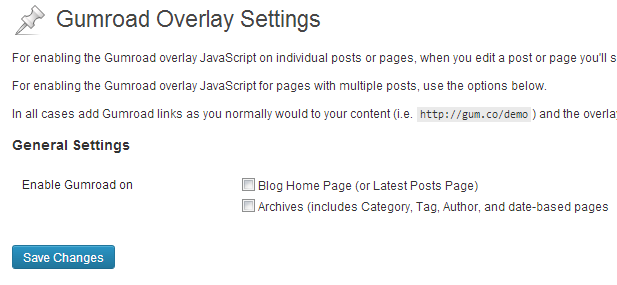 Gumroad Overlay Settings
For enabling the Gumroad overlay JavaScript on individual posts or pages, when you edit a post or page you'll s
For enabling the Gumroad overlay JavaScript for pages with multiple posts, use the options below.
In all cases add Gumroad links as you normally would to your content (i.e. http://gum.co/demo ) and the overlay
General Settings
Enable Gumroad on
Blog Home Page (or Latest Posts Page)
Archives (includes Category, Tag, Author, and date-based pages
Save Changes